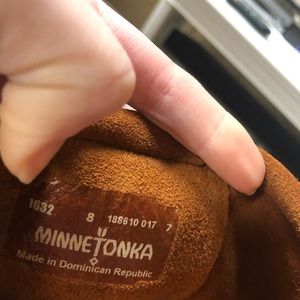 1632 8 188610 017 7
MINNETONKA
Made in Dominican Republic